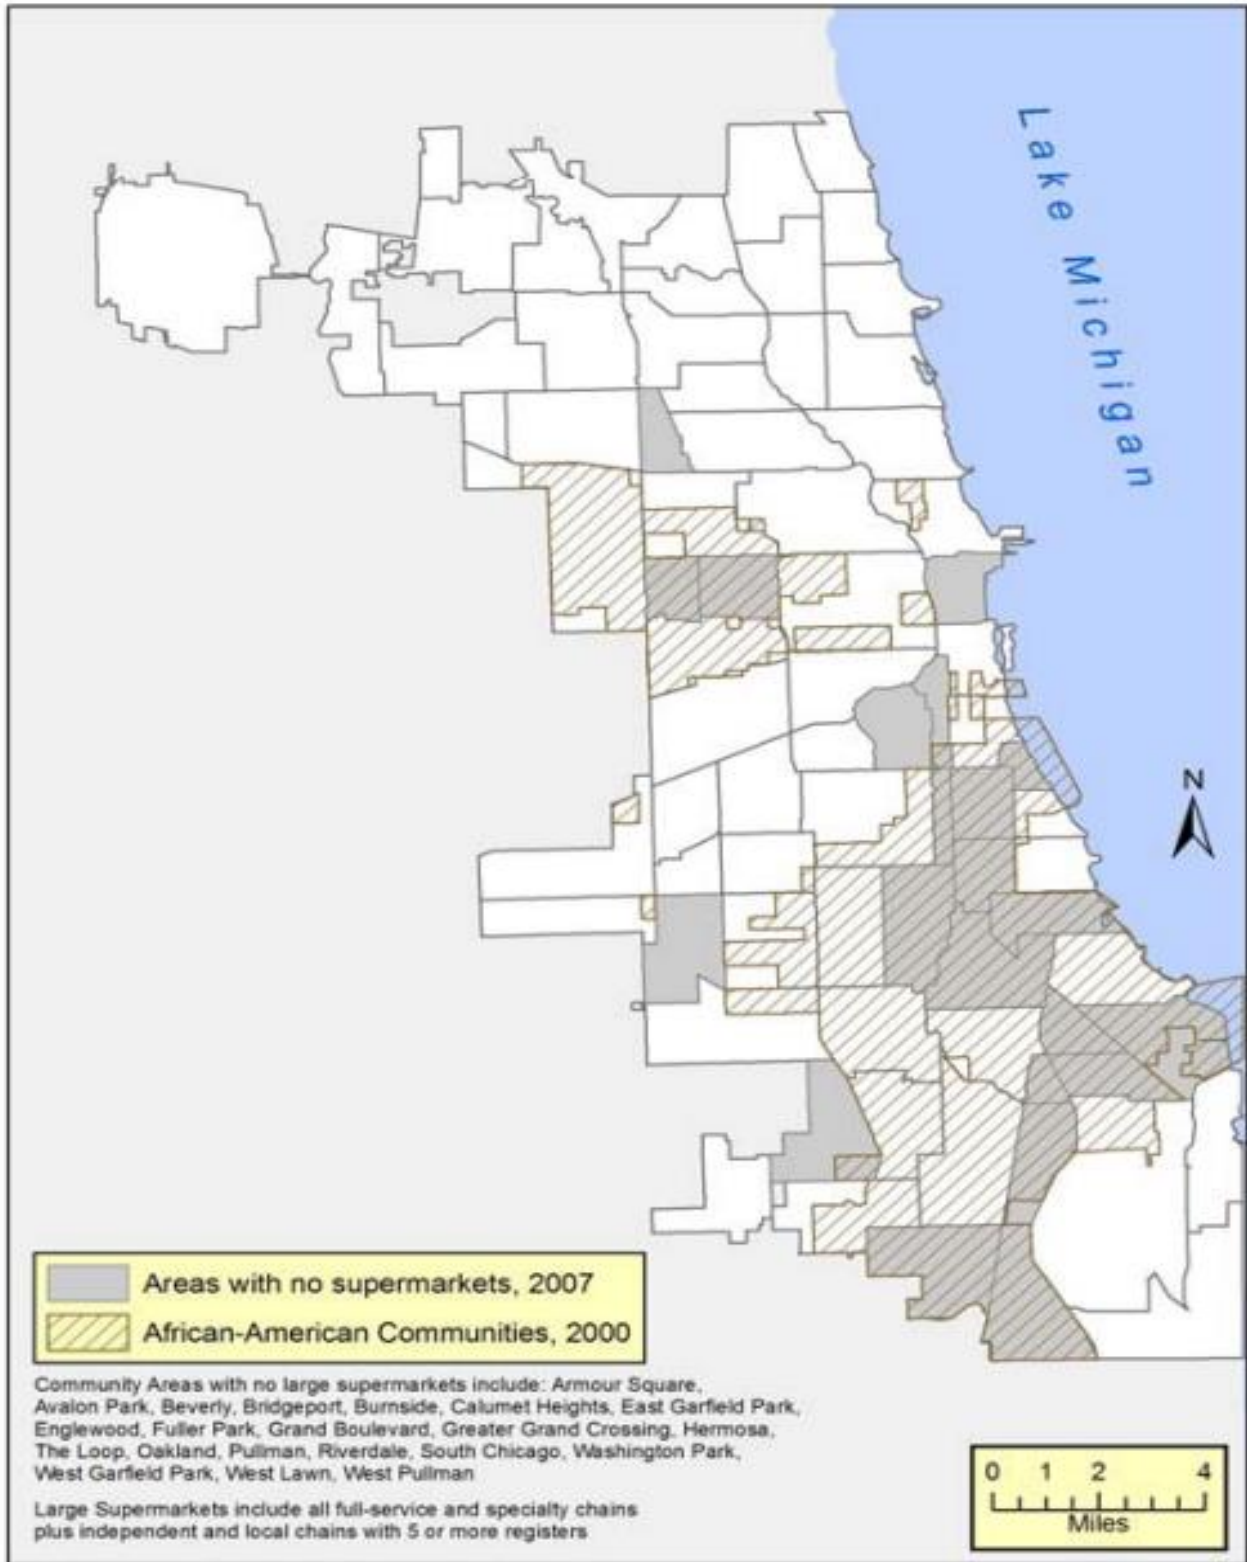 Lake Michigan
N
Areas with no supermarkets, 2007
African-American Communities, 2000
Community Areas with no large supermarkets include: Armour Square,
Avalon Park, Beverly, Bridgeport, Burnside, Calumet Heights, East Garfield Park,
Englewood, Fuller Park, Grand Boulevard, Greater Grand Crossing, Hermosa,
The Loop, Oakland, Pullman, Riverdale, South Chicago, Washington Park,
West Garfield Park, West Lawn, West Pullman
Large Supermarkets include all full-service and specialty chains
plus independent and local chains with 5 or more registers
0 1 2 4
Miles